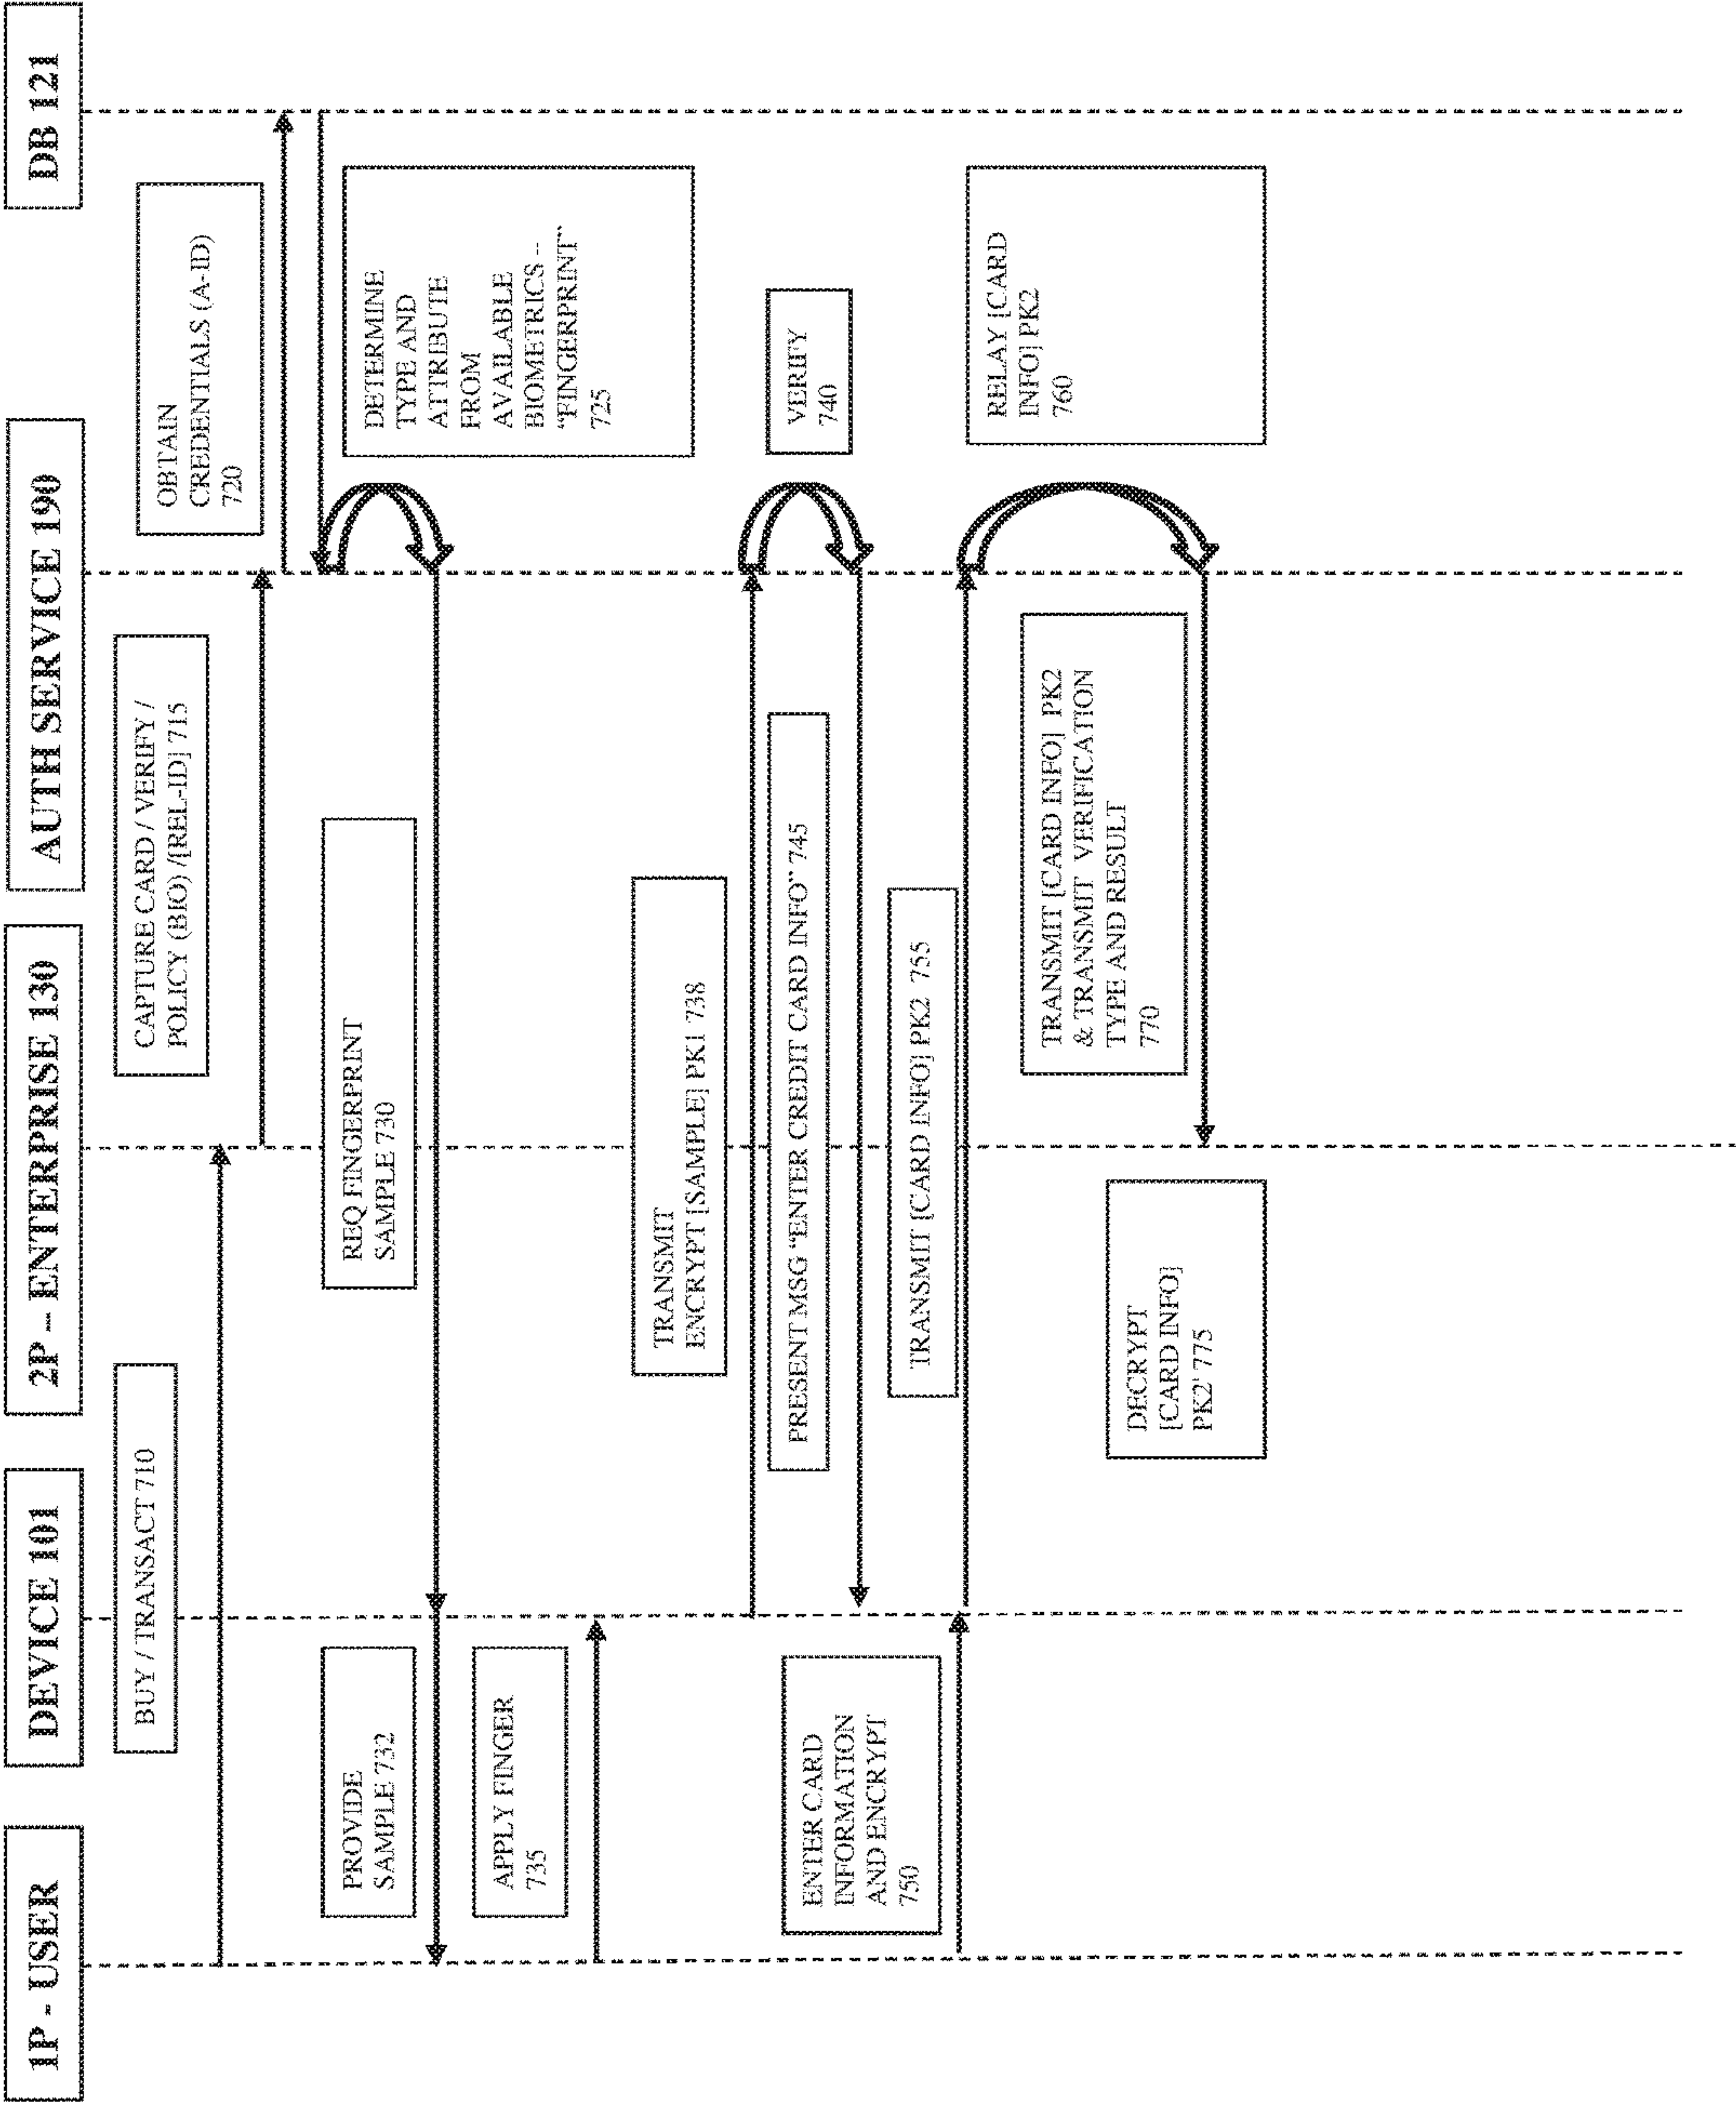 1P - USER
DEVICE 101
2P – ENTERPRISE 130
AUTH SERVICE 190
DB 121
BUY / TRANSACT 710
CAPTURE CARD / VERIFY /
POLICY (BIO) /[REL-ID] 715
OBTAIN
CREDENTIALS (A-ID)
720
DETERMINE
TYPE AND
ATTRIBUTE
FROM
AVAILABLE
BIOMETRICS --
“FINGERPRINT”
725
REQ FINGERPRINT
SAMPLE 730
PROVIDE
SAMPLE 732
APPLY FINGER
735
TRANSMIT
ENCRYPT [SAMPLE] PK1 738
VERIFY
740
PRESENT MSG “ENTER CREDIT CARD INFO” 745
ENTER CARD
INFORMATION
AND ENCRYPT
750
TRANSMIT [CARD INFO] PK2 755
RELAY [CARD
INFO] PK2
760
TRANSMIT [CARD INFO] PK2
& TRANSMIT VERIFICATION
TYPE AND RESULT
770
DECRYPT
[CARD INFO]
PK2' 775